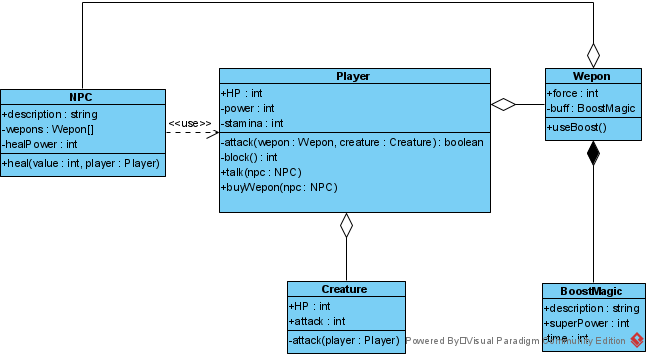 NPC
+description : string
-wepons : Wepon[]
-healPower : int
+heal(value : int, player : Player)
<<use>>
Player
+HP : int
-power : int
-stamina : int
-attack(wepon : Wepon, creature : Creature) : boolean
-block() : int
+talk(npc : NPC)
+buyWepon(npc : NPC)
Wepon
+force : int
-buff : BoostMagic
+useBoost()
Creature
+HP : int
+attack : int
-attack(player : Player)
BoostMagic
+description : string
+superPower : int
-time : int
Powered By Visual Paradigm Community Edition